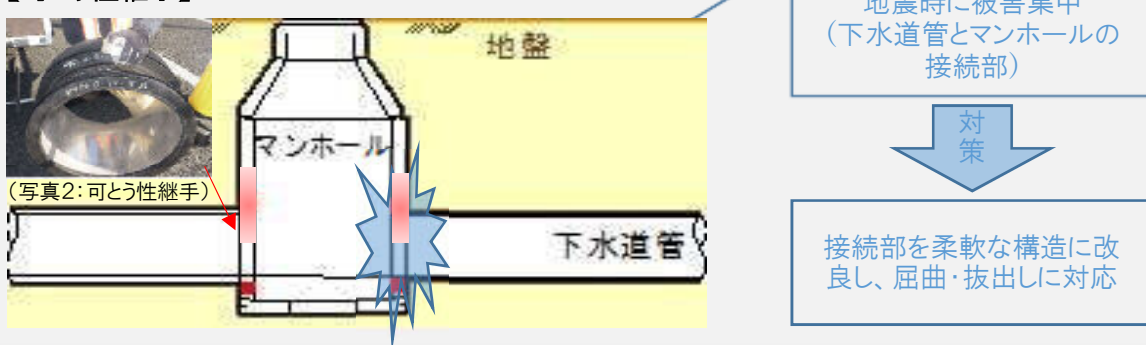 地震時に被害集中
(下水道管とマンホールの
接続部)
地盤
マンホール
対
策
(写真2:可とう性継手)
下水道管
接続部を柔軟な構造に改
良し、屈曲・抜出しに対応